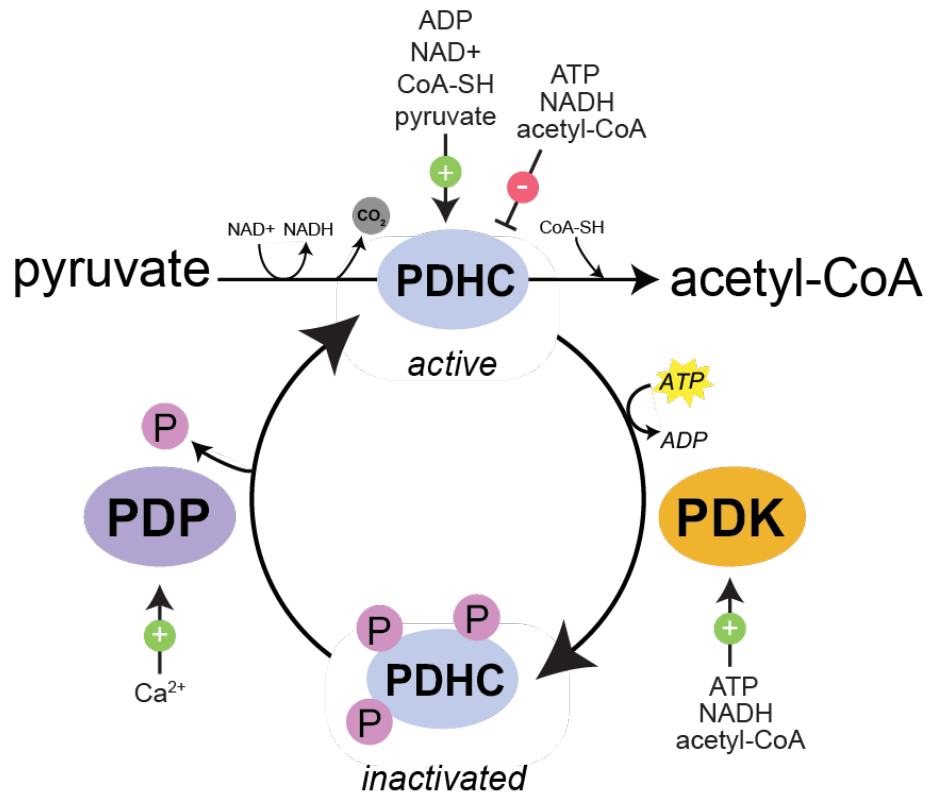 ADP
NAD+
CoA-SH
pyruvate
ATP
NADH
acetyl-CoA
+
-
NAD+ NADH
CO₂
CoA-SH
pyruvate
PDHC
acetyl-CoA
active
ATP
ADP
P
PDP
PDK
P
P
PDHC
P
+
+
Ca²⁺
ATP
NADH
acetyl-CoA
inactivated